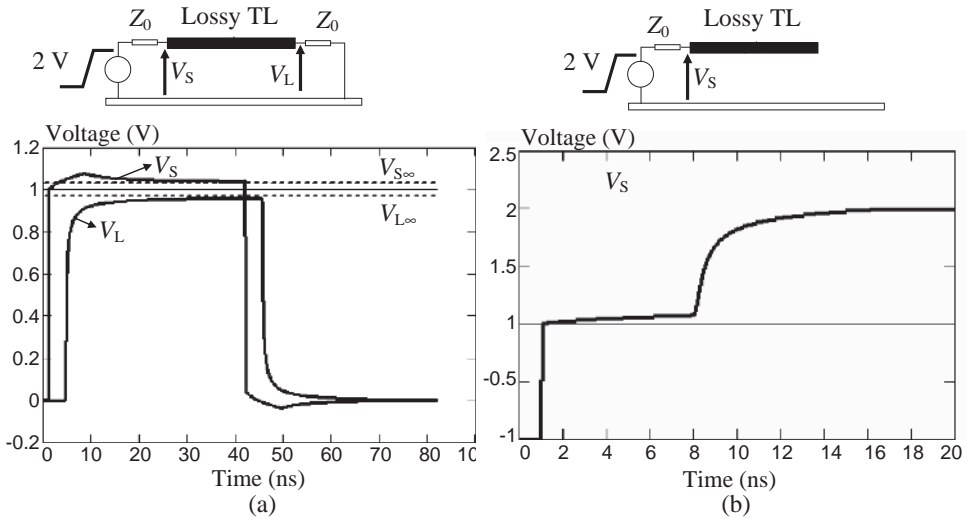 Z0 Lossy TL Z0
2 V
VS VL
Z0 Lossy TL
2 V
VS
Voltage (V)
1.2
1
0.8
0.6
0.4
0.2
0
-0.2
VS
VS∞
VL∞
VL
0 10 20 30 40 50 60 70 80 90
Time (ns)
(a)
Voltage (V)
2.5
2
1.5
1
-0.5
-1
VS
0 2 4 6 8 10 12 14 16 18 20
Time (ns)
(b)